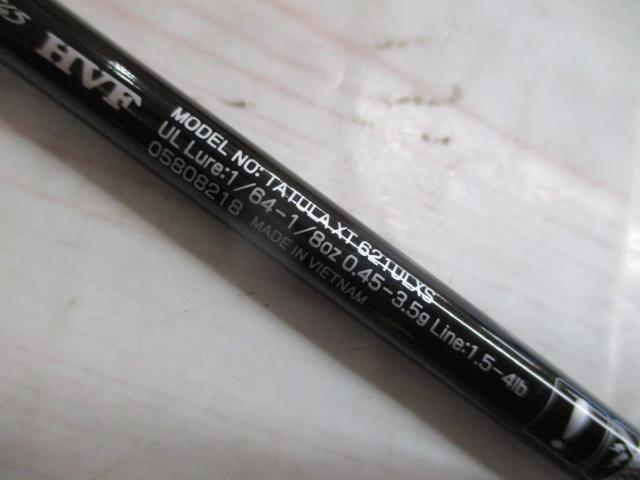 HVF
MODEL NO: TATULA XT 621ULXS
UL Lure:1/64-1/8oz 0.45-3.5g Line:1.5-4lb
05808218 MADE IN VIETNAM